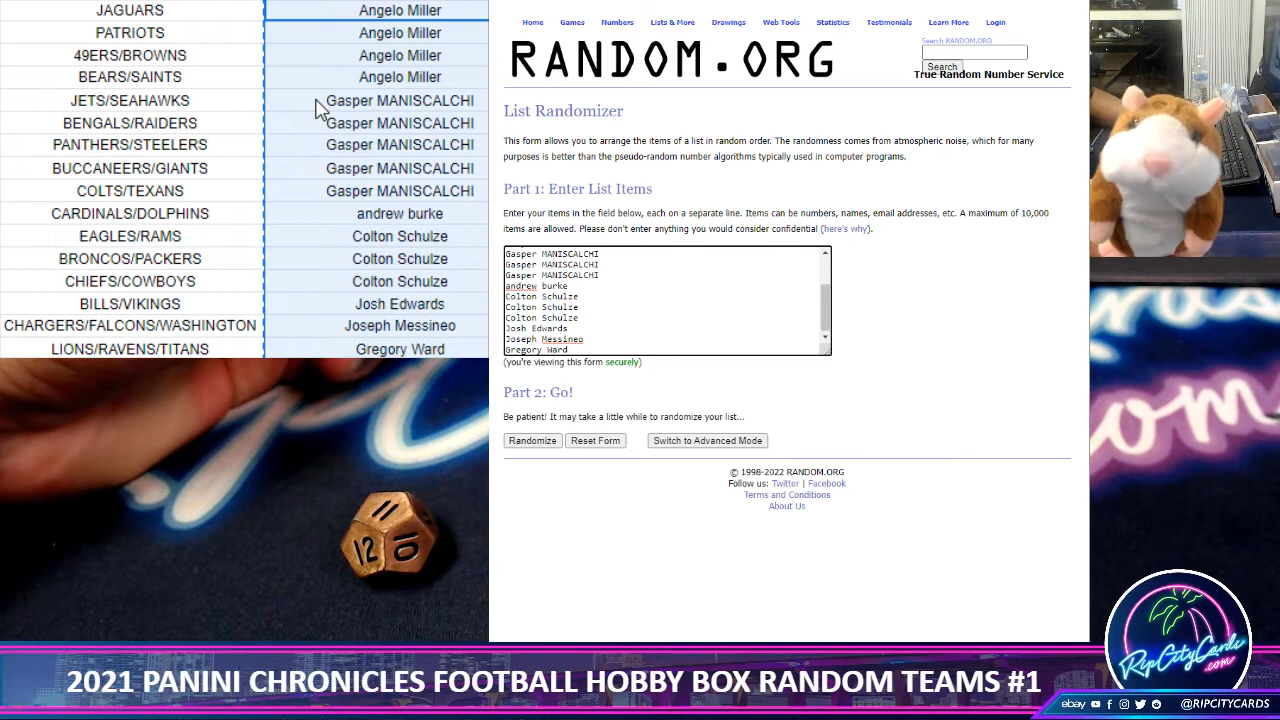 JAGUARS Angelo Miller
PATRIOTS Angelo Miller
49ERS/BROWNS Angelo Miller
BEARS/SAINTS Angelo Miller
JETS/SEAHAWKS Gasper MANISCALCHI
BENGALS/RAIDERS Gasper MANISCALCHI
PANTHERS/STEELERS Gasper MANISCALCHI
BUCCANEERS/GIANTS Gasper MANISCALCHI
COLTS/TEXANS Gasper MANISCALCHI
CARDINALS/DOLPHINS andrew burke
EAGLES/RAMS Colton Schulze
BRONCOS/PACKERS Colton Schulze
CHIEFS/COWBOYS Colton Schulze
BILLS/VIKINGS Josh Edwards
CHARGERS/FALCONS/WASHINGTON Joseph Messineo
LIONS/RAVENS/TITANS Gregory Ward
Home Games Numbers Lists & More Drawings Web Tools Statistics Testimonials Learn More Login
RANDOM.ORG
Search RANDOM.ORG
Search
True Random Number Service
List Randomizer
This form allows you to arrange the items of a list in random order. The randomness comes from atmospheric noise, which for many
purposes is better than the pseudo-random number algorithms typically used in computer programs.
Part 1: Enter List Items
Enter your items in the field below, each on a separate line. Items can be numbers, names, email addresses, etc. A maximum of 10,000
items are allowed. Please don't enter anything you would consider confidential (here's why).
Gasper MANISCALCHI
Gasper MANISCALCHI
Gasper MANISCALCHI
andrew burke
Colton Schulze
Colton Schulze
Colton Schulze
Josh Edwards
Joseph Messineo
Gregory Ward
(you're viewing this form securely)
Part 2: Go!
Be patient! It may take a little while to randomize your list...
Randomize Reset Form Switch to Advanced Mode
© 1998-2022 RANDOM.ORG
Follow us: Twitter | Facebook
Terms and Conditions
About Us
11
12
10
om
2021 PANINI CHRONICLES FOOTBALL HOBBY BOX RANDOM TEAMS #1
RipCityCards
.com
ebay @RIPCITYCARDS